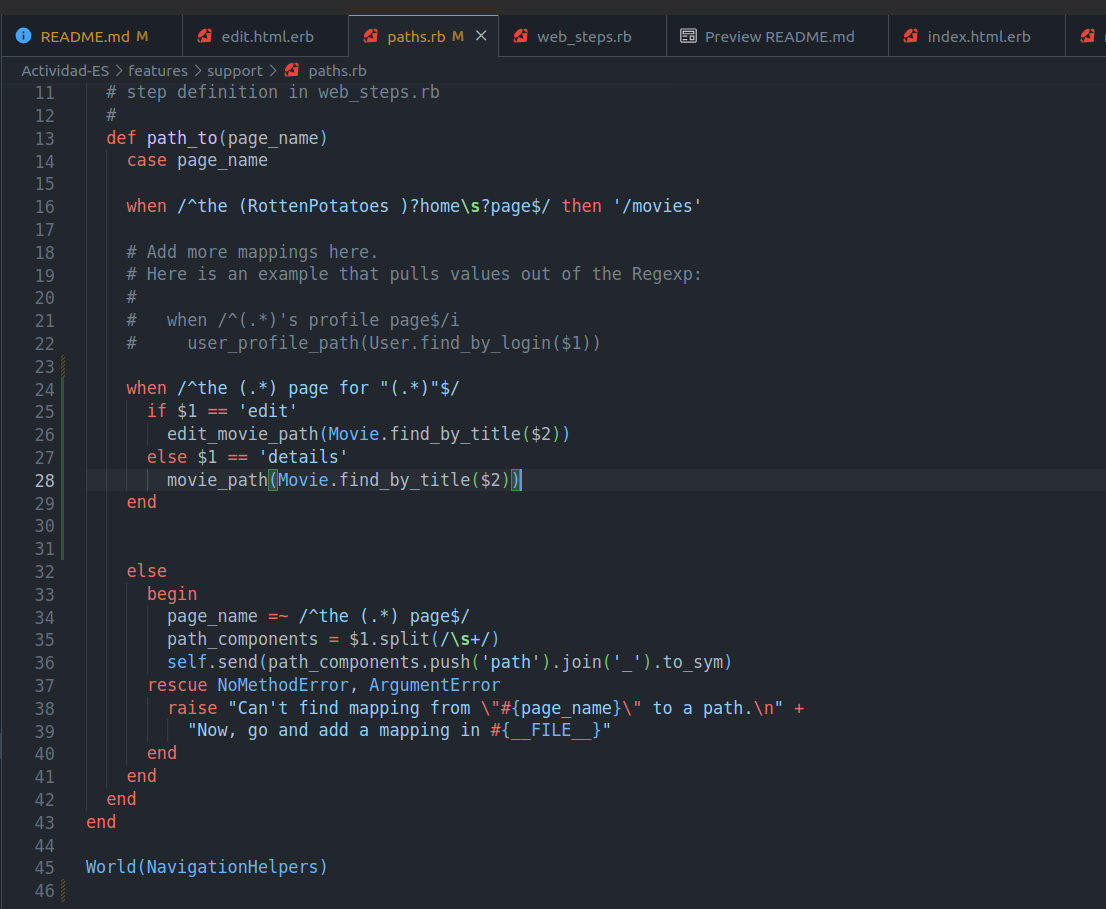 README.md M edit.html.erb paths.rb M web_steps.rb Preview README.md index.html.erb
Actividad-ES > features > support > paths.rb
11 # step definition in web_steps.rb
12 #
13 def path_to(page_name)
14 case page_name
15
16 when /^the (RottenPotatoes )?home\s?page$/ then '/movies'
17
18 # Add more mappings here.
19 # Here is an example that pulls values out of the Regexp:
20 #
21 #   when /^(.*)'s profile page$/i
22 #     user_profile_path(User.find_by_login($1))
23
24 when /^the (.*) page for "(.*)"$/
25 if $1 == 'edit'
26 edit_movie_path(Movie.find_by_title($2))
27 else $1 == 'details'
28 movie_path(Movie.find_by_title($2))
29 end
30
31
32 else
33 begin
34 page_name =~ /^the (.*) page$/
35 path_components = $1.split(/\s+/)
36 self.send(path_components.push('path').join('_').to_sym)
37 rescue NoMethodError, ArgumentError
38 raise "Can't find mapping from \"#{page_name}\" to a path.\n" +
39 "Now, go and add a mapping in #{__FILE__}"
40 end
41 end
42 end
43 end
44
45 World(NavigationHelpers)
46